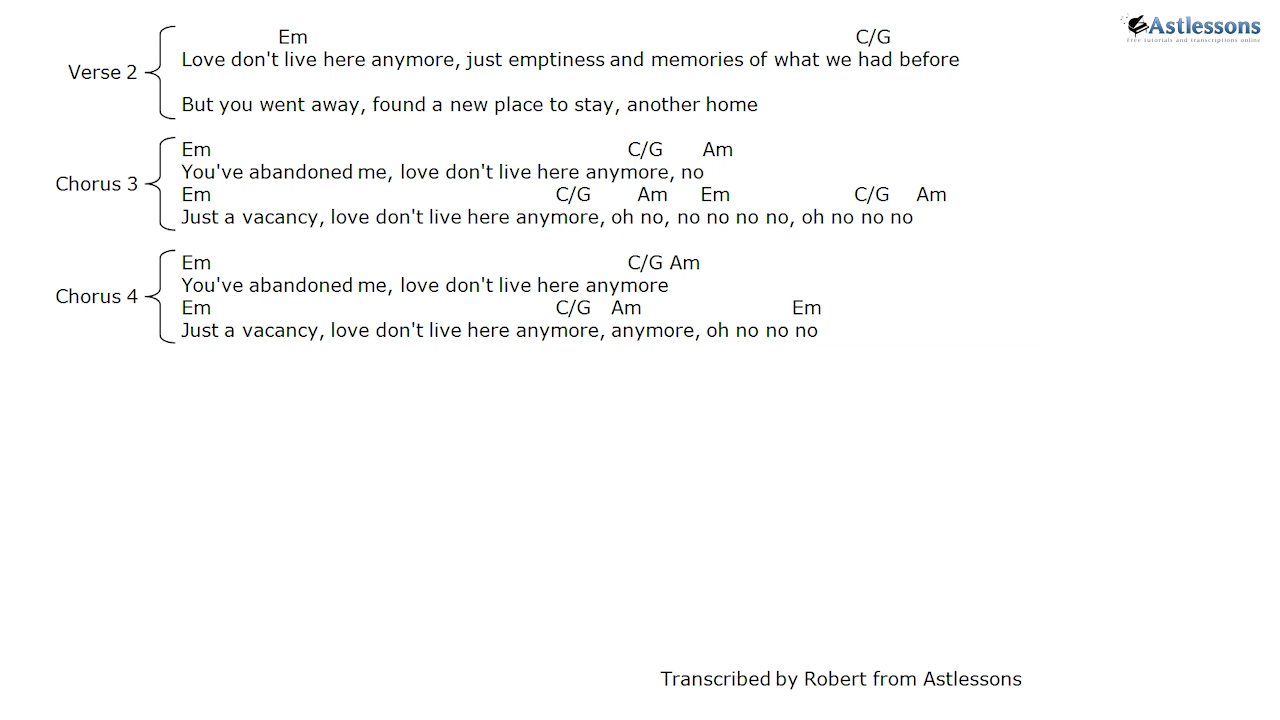 Astlessons
Free tutorials and transcriptions online
Em C/G
Verse 2
Love don't live here anymore, just emptiness and memories of what we had before
But you went away, found a new place to stay, another home
Chorus 3
Em C/G Am
You've abandoned me, love don't live here anymore, no
Em C/G Am Em C/G Am
Just a vacancy, love don't live here anymore, oh no, no no no no, oh no no no
Chorus 4
Em C/G Am
You've abandoned me, love don't live here anymore
Em C/G Am Em
Just a vacancy, love don't live here anymore, anymore, oh no no no
Transcribed by Robert from Astlessons